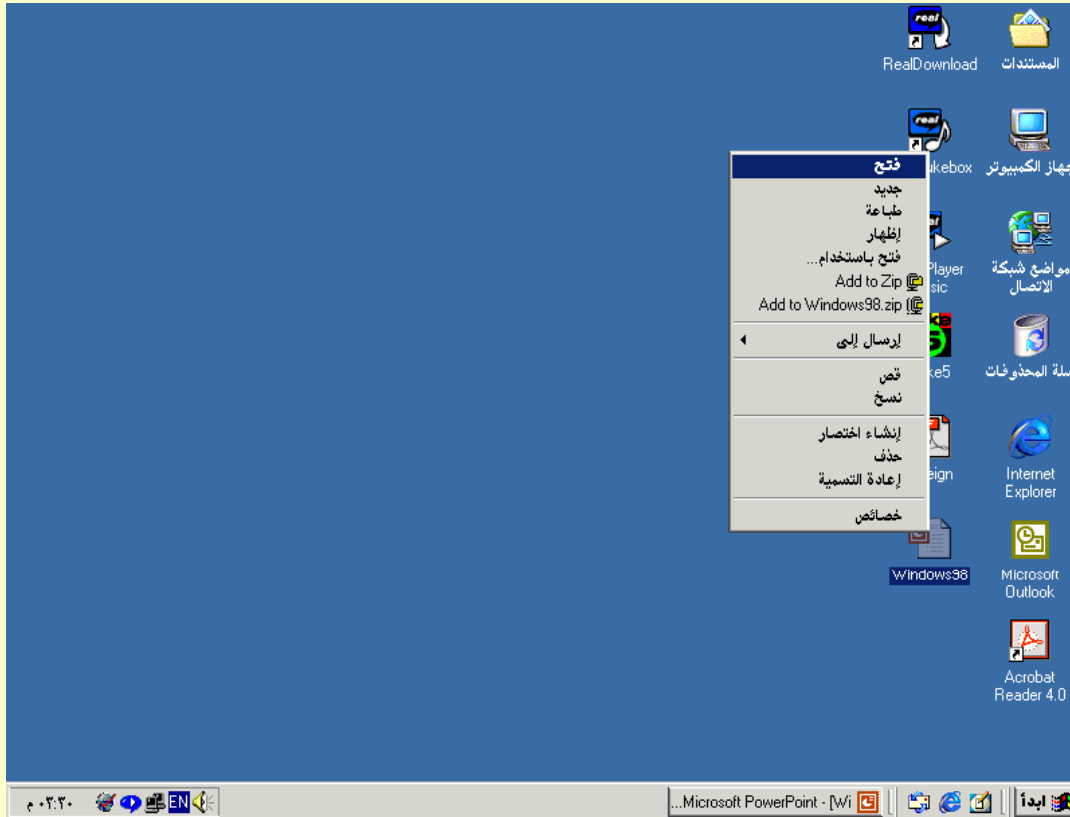 المستندات
جهاز الكمبيوتر
مواضع شبكة
الاتصال
سلة المحذوفات
Internet
Explorer
Microsoft
Outlook
Acrobat
Reader 4.0
RealDownload
ukebox
Player
sic
ke5
eign
Windows98
فتح
جديد
طباعة
إظهار
فتح باستخدام...
Add to Zip
Add to Windows98.zip
إرسال إلى
قص
نسخ
إنشاء اختصار
حذف
إعادة التسمية
خصائص
ابدأ
...Microsoft PowerPoint - [Wi
EN
٠٣:٣٠ م